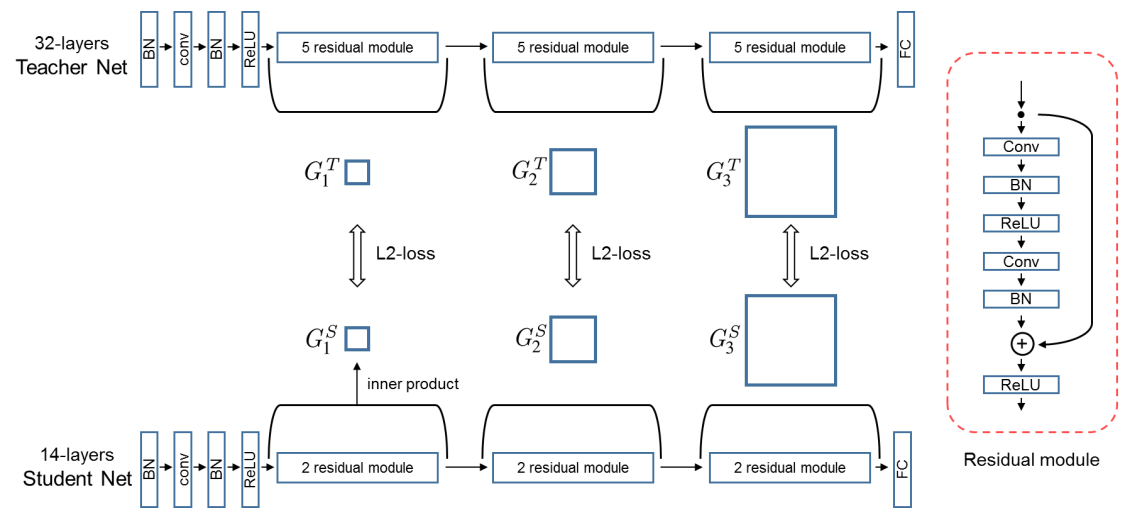 32-layers
Teacher Net
BN
conv
BN
ReLU
5 residual module
5 residual module
5 residual module
FC
G_1^T
G_2^T
G_3^T
L2-loss
L2-loss
L2-loss
G_1^S
G_2^S
G_3^S
inner product
14-layers
Student Net
BN
conv
BN
ReLU
2 residual module
2 residual module
2 residual module
FC
Conv
BN
ReLU
Conv
BN
+
ReLU
Residual module